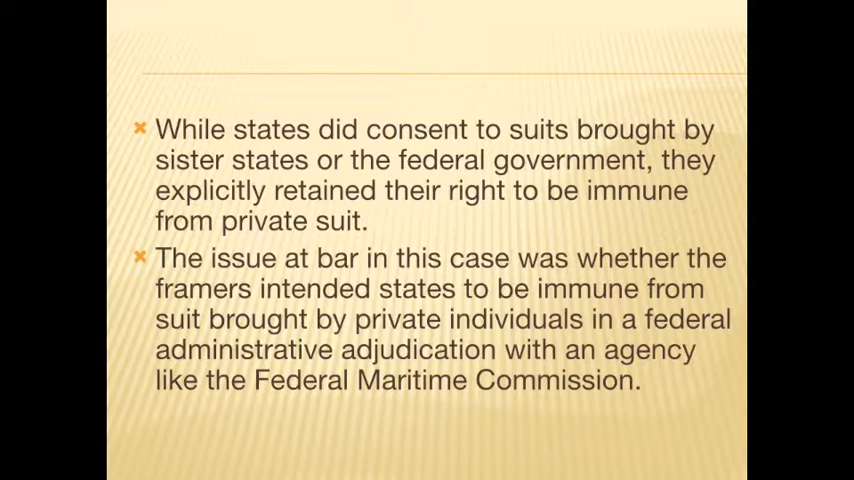 While states did consent to suits brought by
sister states or the federal government, they
explicitly retained their right to be immune
from private suit.
The issue at bar in this case was whether the
framers intended states to be immune from
suit brought by private individuals in a federal
administrative adjudication with an agency
like the Federal Maritime Commission.